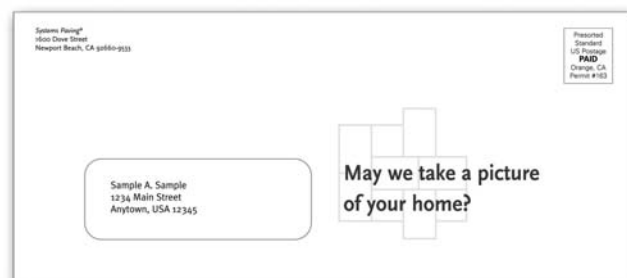 Systems Paving®
1600 Dove Street
Newport Beach, CA 92660-9533
Presorted
Standard
US Postage
PAID
Orange, CA
Permit #163
Sample A. Sample
1234 Main Street
Anytown, USA 12345
May we take a picture
of your home?